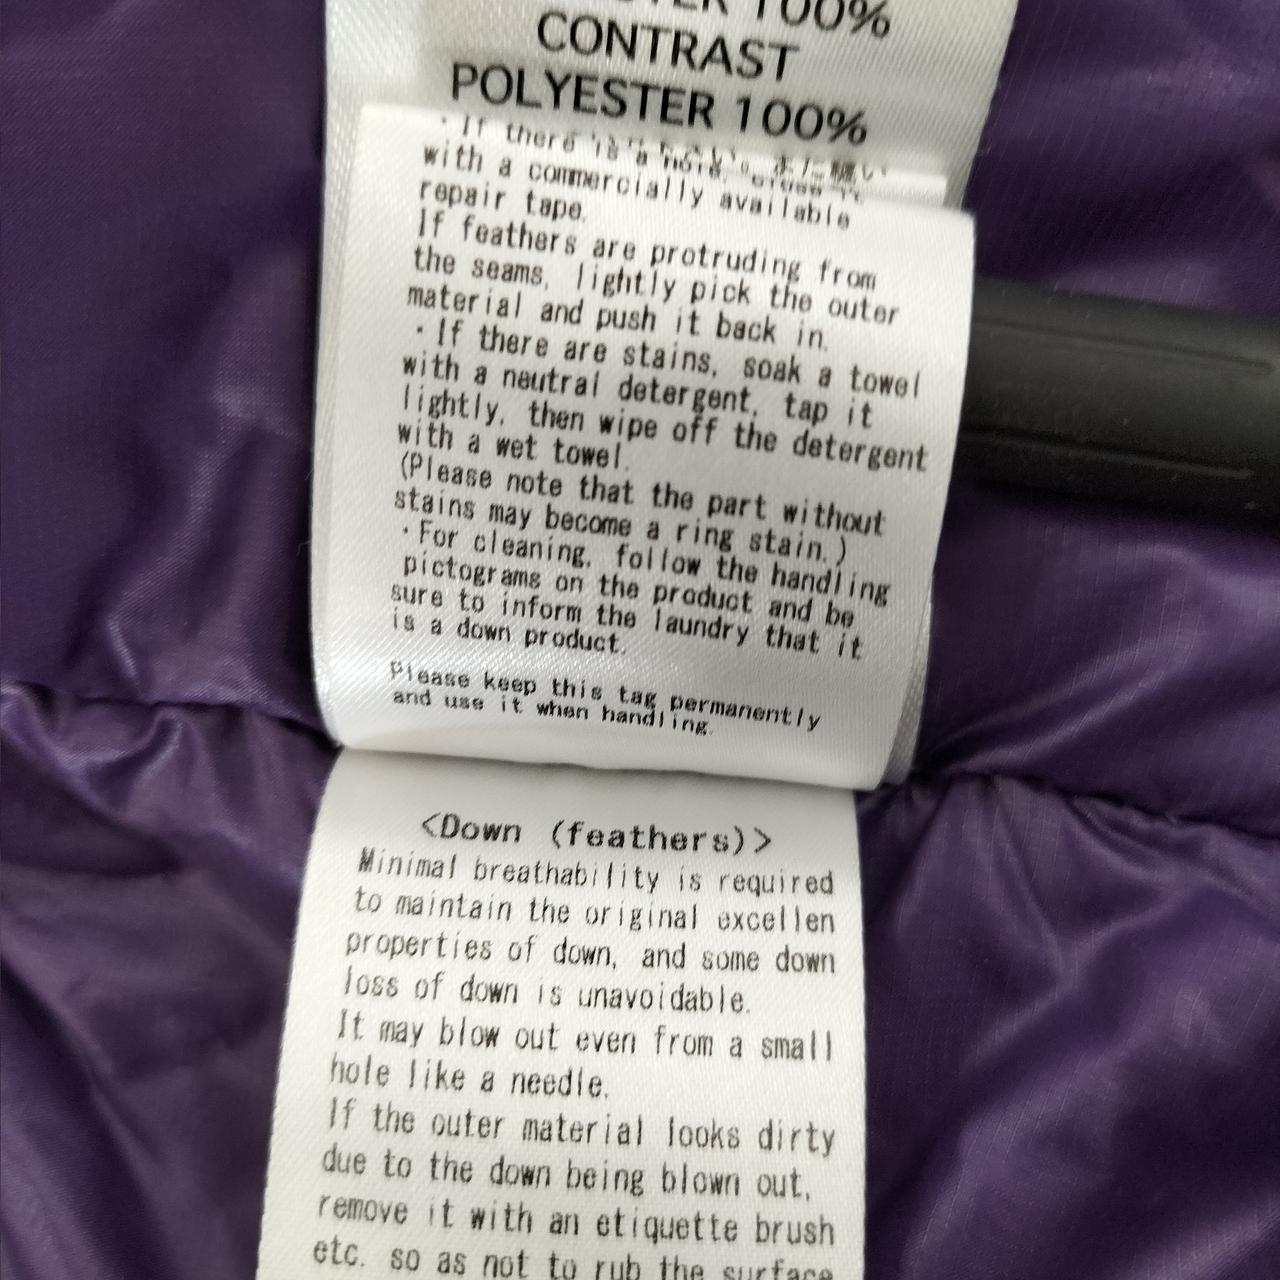 100%
CONTRAST
POLYESTER 100%
・If there is a hole, close it
with a commercially available
repair tape.
If feathers are protruding from
the seams, lightly pick the outer
material and push it back in.
・If there are stains, soak a towel
with a neutral detergent, tap it
lightly, then wipe off the detergent
with a wet towel.
(Please note that the part without
stains may become a ring stain.)
・For cleaning, follow the handling
pictograms on the product and be
sure to inform the laundry that it
is a down product.
Please keep this tag permanently
and use it when handling.
<Down (feathers)>
Minimal breathability is required
to maintain the original excellen
properties of down, and some down
loss of down is unavoidable.
It may blow out even from a small
hole like a needle.
If the outer material looks dirty
due to the down being blown out,
remove it with an etiquette brush
etc. so as not to rub the surface